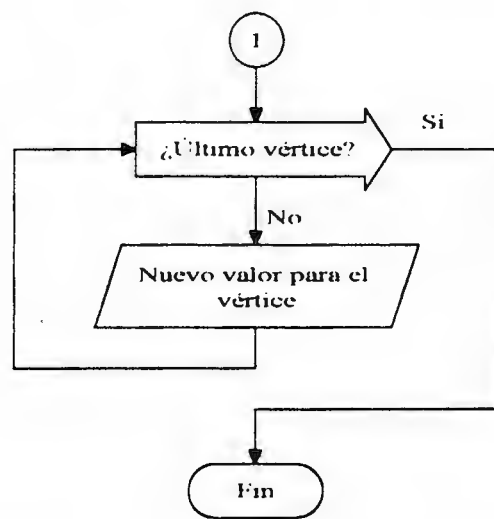 1
¿Último vértice?
Si
No
Nuevo valor para el
vértice
Fin